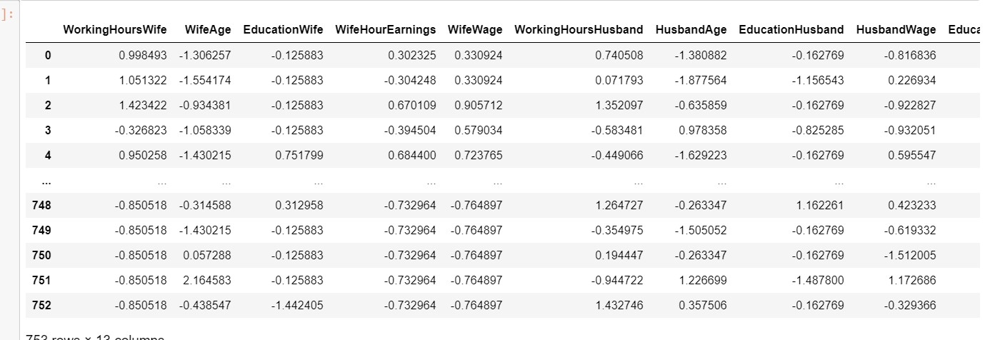 ]:
WorkingHoursWife WifeAge EducationWife WifeHourEarnings WifeWage WorkingHoursHusband HusbandAge EducationHusband HusbandWage Educa
0 0.998493 -1.306257 -0.125883 0.302325 0.330924 0.740508 -1.380882 -0.162769 -0.816836
1 1.051322 -1.554174 -0.125883 -0.304248 0.330924 0.071793 -1.877564 -1.156543 0.226934
2 1.423422 -0.934381 -0.125883 0.670109 0.905712 1.352097 -0.635859 -0.162769 -0.922827
3 -0.326823 -1.058339 -0.125883 -0.394504 0.579034 -0.583481 0.978358 -0.825285 -0.932051
4 0.950258 -1.430215 0.751799 0.684400 0.723765 -0.449066 -1.629223 -0.162769 0.595547
... ... ... ... ... ... ... ... ... ...
748 -0.850518 -0.314588 0.312958 -0.732964 -0.764897 1.264727 -0.263347 1.162261 0.423233
749 -0.850518 -1.430215 -0.125883 -0.732964 -0.764897 -0.354975 -1.505052 -0.162769 -0.619332
750 -0.850518 0.057288 -0.125883 -0.732964 -0.764897 0.194447 -0.263347 -0.162769 -1.512005
751 -0.850518 2.164583 -0.125883 -0.732964 -0.764897 -0.944722 1.226699 -1.487800 1.172686
752 -0.850518 -0.438547 -1.442405 -0.732964 -0.764897 1.432746 0.357506 -0.162769 -0.329366
753 rows × 13 columns